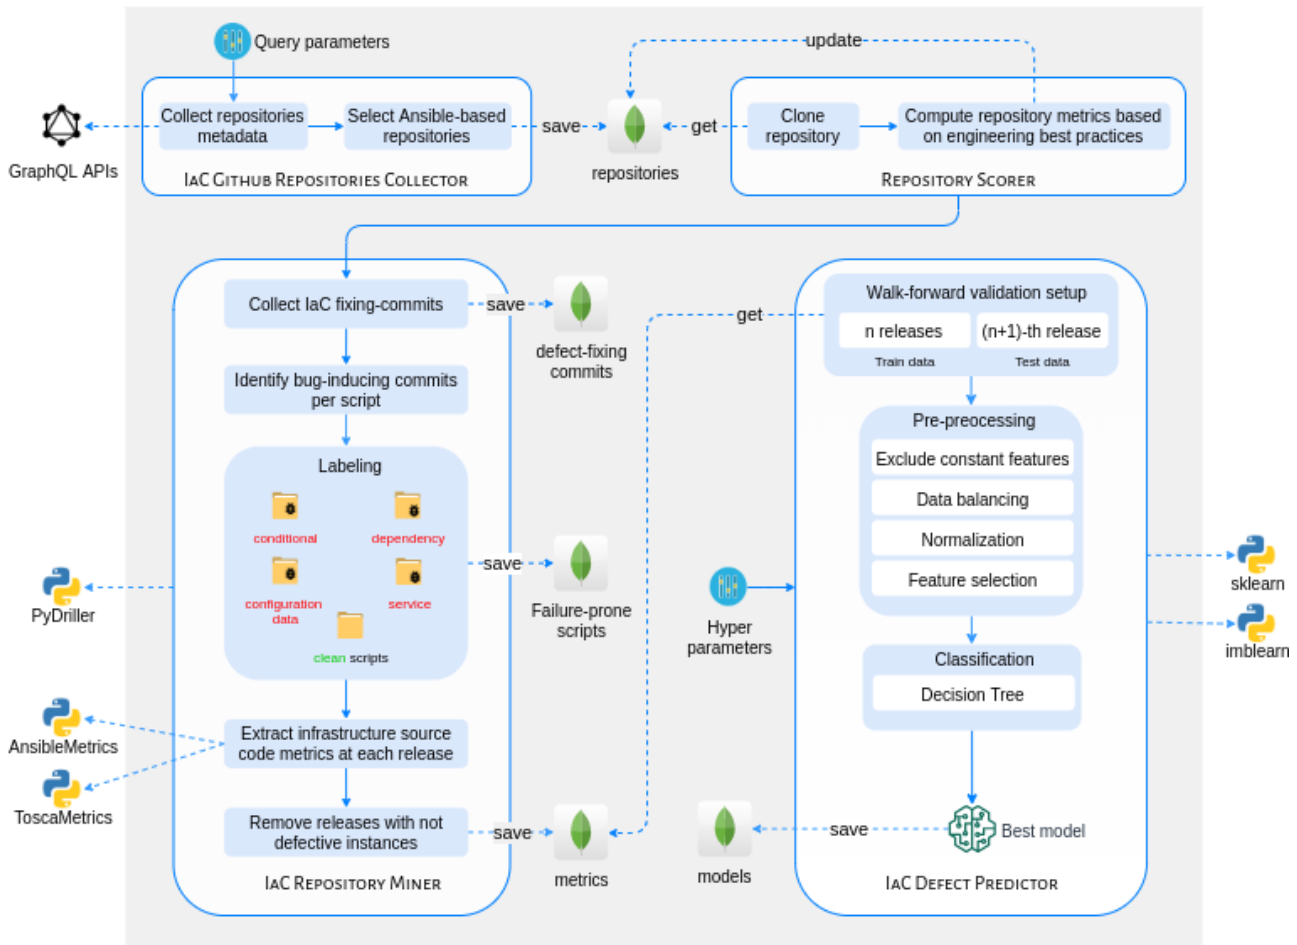 Query parameters
update
Collect repositories
metadata
Select Ansible-based
repositories
save
get
Clone
repository
Compute repository metrics based
on engineering best practices
GraphQL APIs
IaC Github Repositories Collector
repositories
Repository Scorer
Collect IaC fixing-commits
save
defect-fixing
commits
Identify bug-inducing commits
per script
Labeling
conditional
dependency
configuration
data
service
clean scripts
save
Failure-prone
scripts
PyDriller
Extract infrastructure source
code metrics at each release
AnsibleMetrics
ToscaMetrics
Remove releases with not
defective instances
save
metrics
IaC Repository Miner
get
Walk-forward validation setup
n releases
(n+1)-th release
Train data
Test data
Pre-preocessing
Exclude constant features
Data balancing
Normalization
Feature selection
Hyper
parameters
sklearn
imblearn
Classification
Decision Tree
Best model
save
models
IaC Defect Predictor